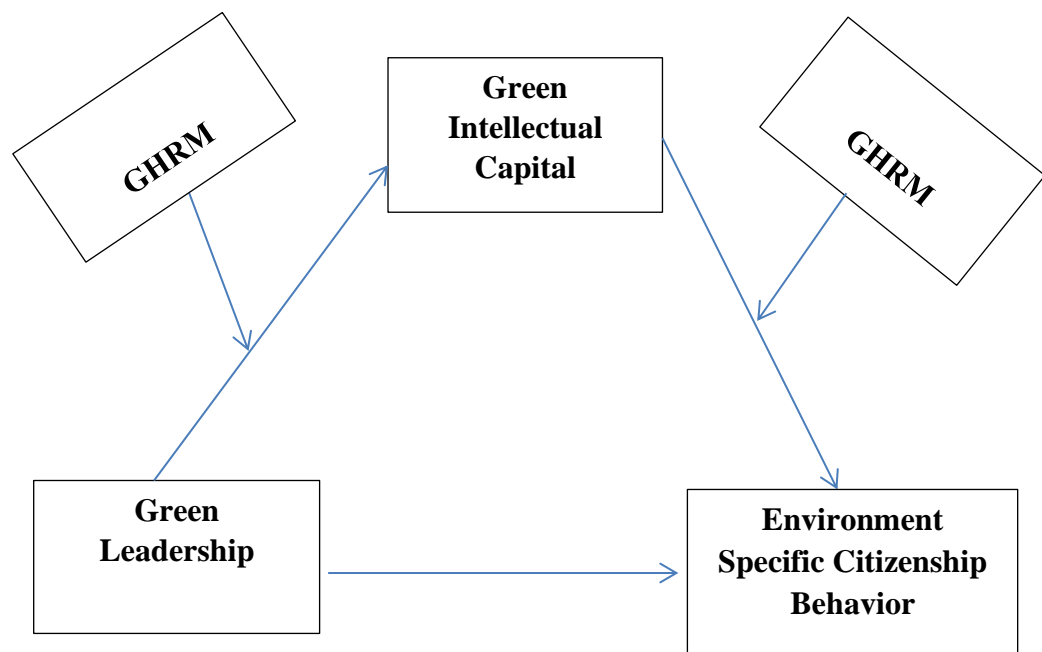 GHRM
Green
Intellectual
Capital
GHRM
Green
Leadership
Environment
Specific Citizenship
Behavior